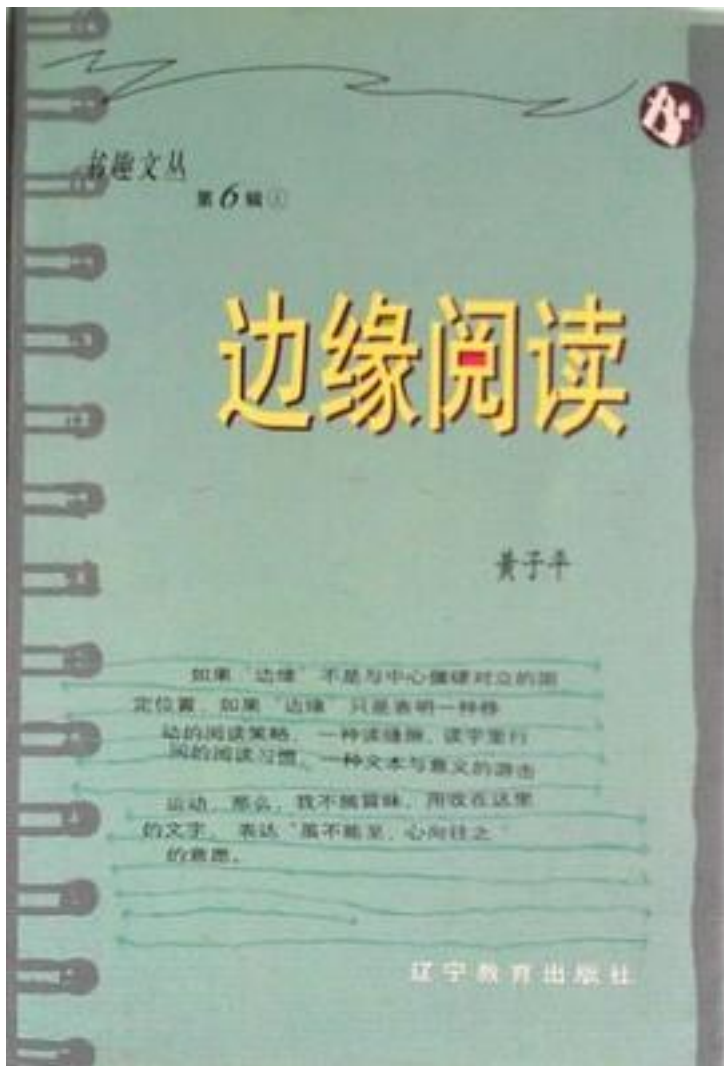 书趣文丛
第6辑
边缘阅读
黄子平
如果“边缘”不是与中心僵硬对立的固
定位置，如果“边缘”只是表明一种移
动的阅读策略，一种读缝隙、读字里行
间的阅读习惯，一种文本与意义的游击
运动，那么，我不揣冒昧，用收在这里
的文字，表达“虽不能至，心向往之”
的意愿。
辽宁教育出版社